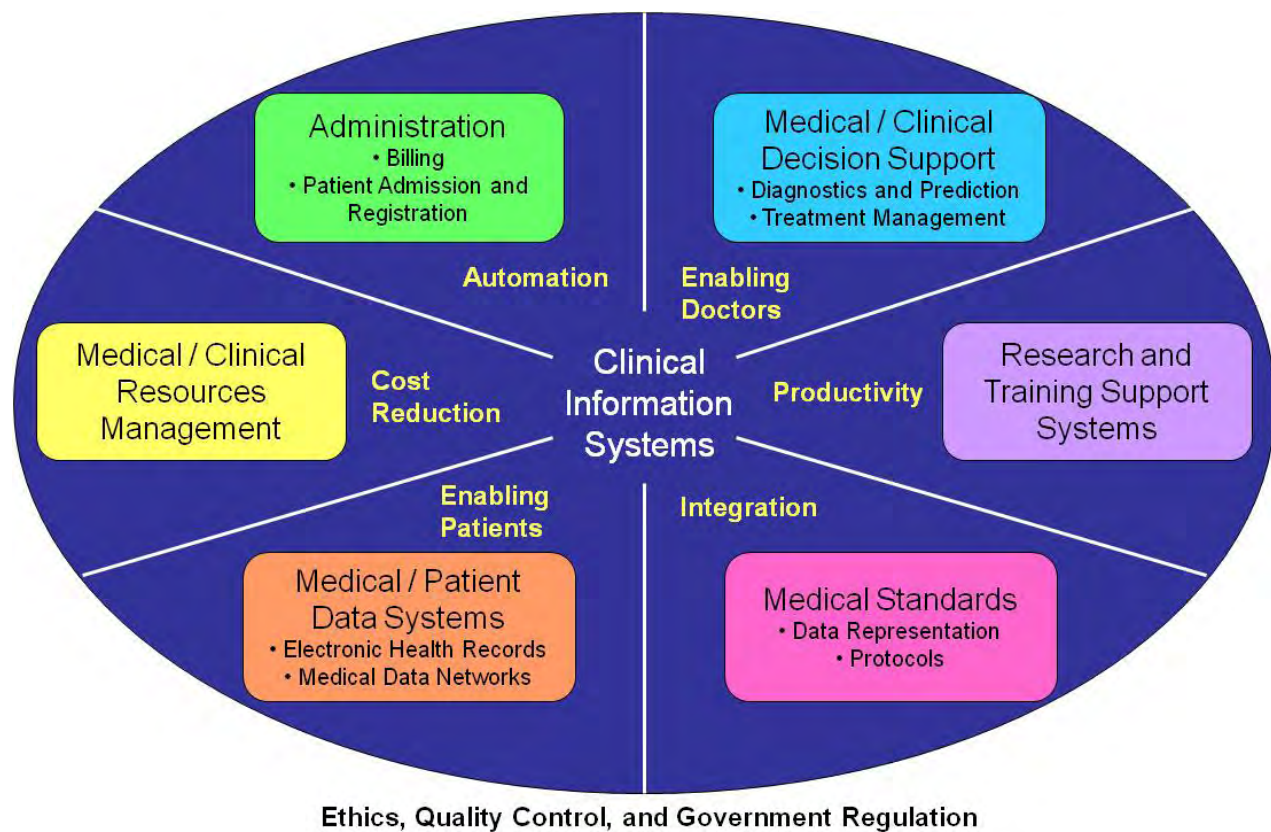 Administration
• Billing
• Patient Admission and
Registration
Medical / Clinical
Decision Support
• Diagnostics and Prediction
• Treatment Management
Automation
Enabling
Doctors
Medical / Clinical
Resources
Management
Cost
Reduction
Clinical
Information
Systems
Productivity
Research and
Training Support
Systems
Enabling
Patients
Integration
Medical / Patient
Data Systems
• Electronic Health Records
• Medical Data Networks
Medical Standards
• Data Representation
• Protocols
Ethics, Quality Control, and Government Regulation